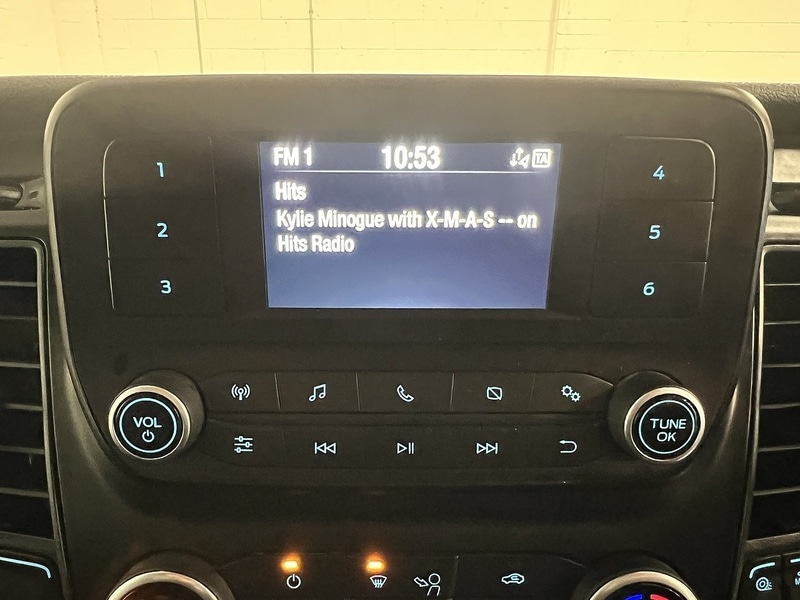 FM 1 10:53 TA
Hits
Kylie Minogue with X-M-A-S -- on
Hits Radio
1
2
3
4
5
6
VOL
TUNE
OK